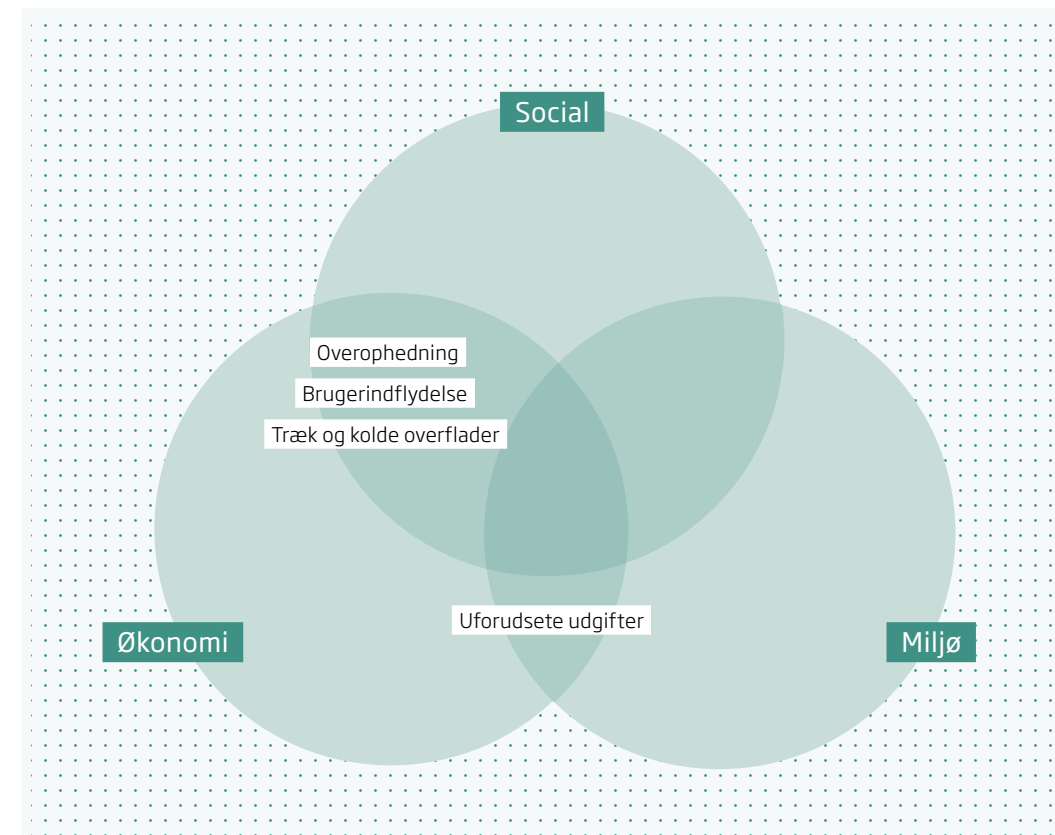 Social
Overophedning
Brugerindflydelse
Træk og kolde overflader
Uforudsete udgifter
Økonomi
Miljø